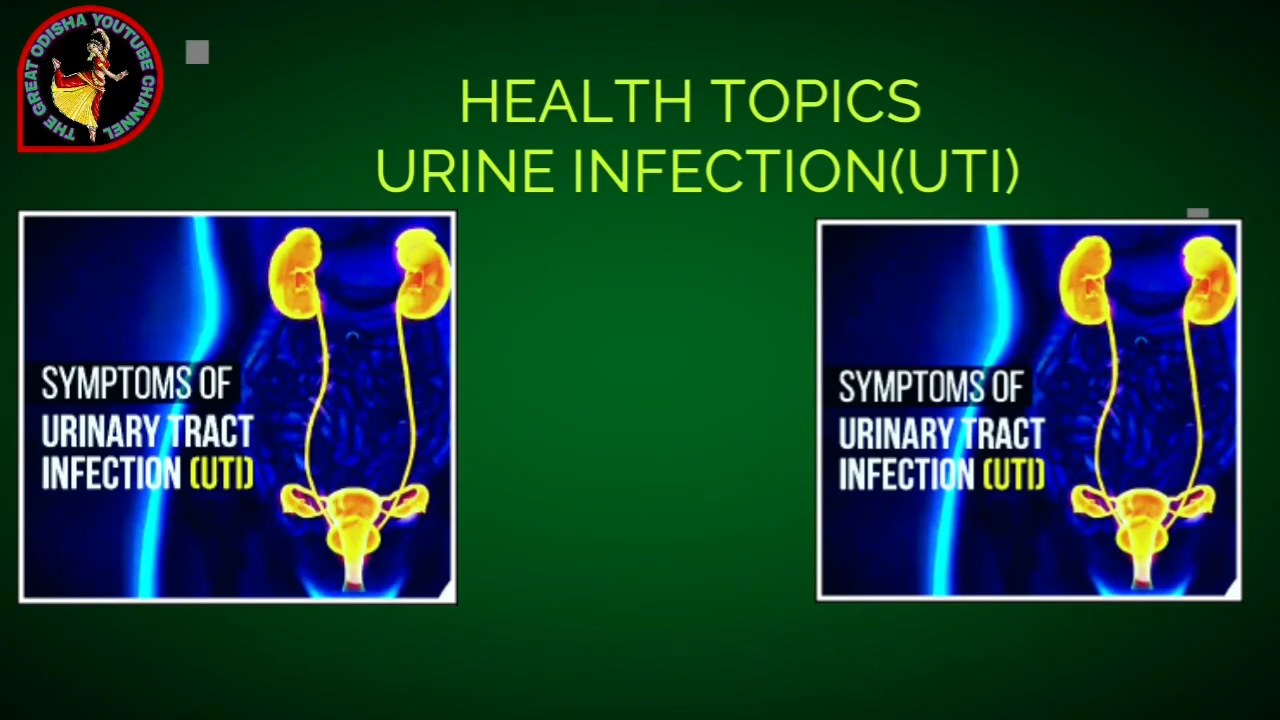 THE GREAT ODISHA YOUTUBE CHANNEL
HEALTH TOPICS
URINE INFECTION(UTI)
SYMPTOMS OF
URINARY TRACT
INFECTION (UTI)
SYMPTOMS OF
URINARY TRACT
INFECTION (UTI)